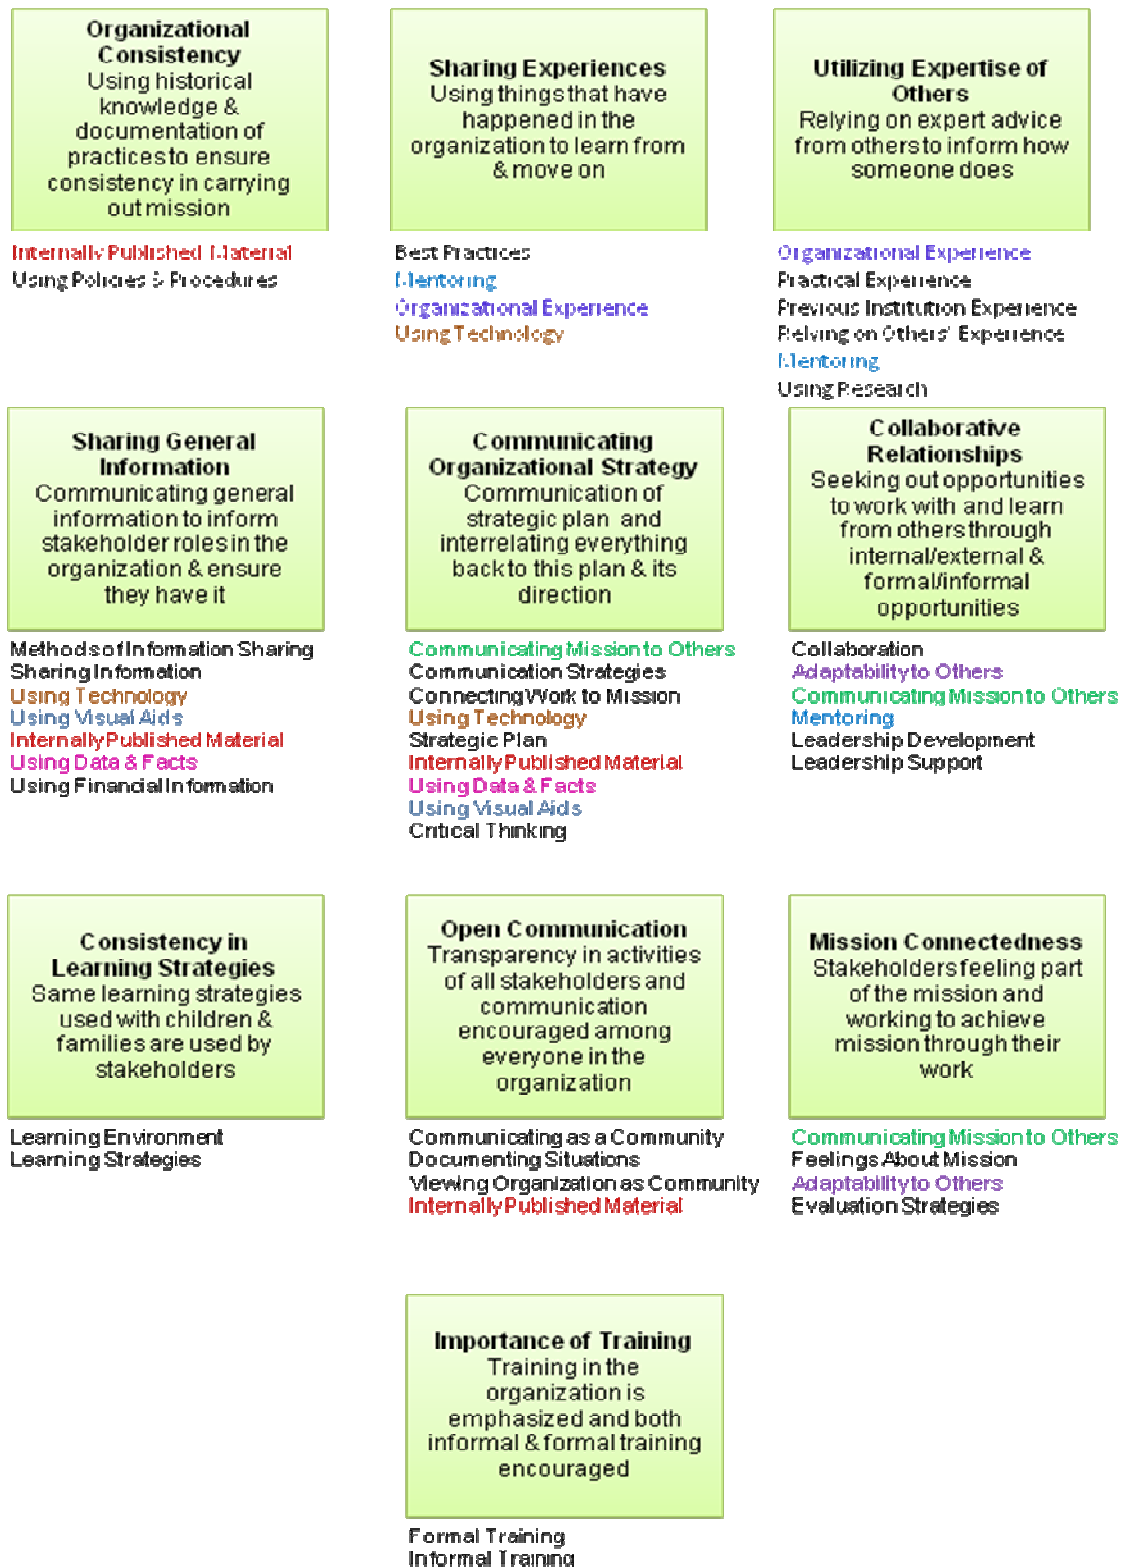 Organizational
Consistency
Using historical
knowledge &
documentation of
practices to ensure
consistency in carrying
out mission
Internally Published Material
Using Policies & Procedures
Sharing Experiences
Using things that have
happened in the
organization to learn from
& move on
Best Practices
Mentoring
Organizational Experience
Using Technology
Utilizing Expertise of
Others
Relying on expert advice
from others to inform how
someone does
Organizational Experience
Practical Experience
Previous Institution Experience
Relying on Others' Experience
Mentoring
Using Research
Sharing General
Information
Communicating general
information to inform
stakeholder roles in the
organization & ensure
they have it
Methods of Information Sharing
Sharing Information
Using Technology
Using Visual Aids
Internally Published Material
Using Data & Facts
Using Financial Information
Communicating
Organizational Strategy
Communication of
strategic plan and
interrelating everything
back to this plan & its
direction
Communicating Mission to Others
Communication Strategies
Connecting Work to Mission
Using Technology
Strategic Plan
Internally Published Material
Using Data & Facts
Using Visual Aids
Critical Thinking
Collaborative
Relationships
Seeking out opportunities
to work with and learn
from others through
internal/external &
formal/informal
opportunities
Collaboration
Adaptability to Others
Communicating Mission to Others
Mentoring
Leadership Development
Leadership Support
Consistency in
Learning Strategies
Same learning strategies
used with children &
families are used by
stakeholders
Learning Environment
Learning Strategies
Open Communication
Transparency in activities
of all stakeholders and
communication
encouraged among
everyone in the
organization
Communicating as a Community
Documenting Situations
Viewing Organization as Community
Internally Published Material
Mission Connectedness
Stakeholders feeling part
of the mission and
working to achieve
mission through their
work
Communicating Mission to Others
Feelings About Mission
Adaptability to Others
Evaluation Strategies
Importance of Training
Training in the
organization is
emphasized and both
informal & formal training
encouraged
Formal Training
Informal Training